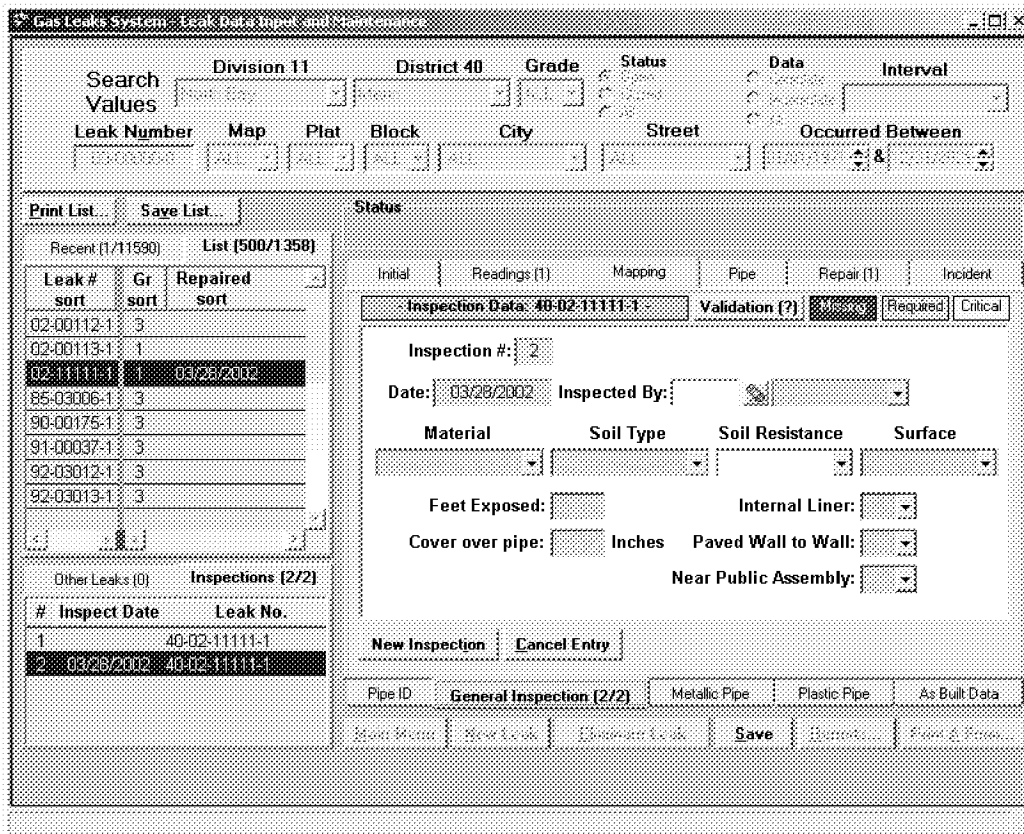 Gas Leaks System - Leak Data Input and Maintenance
Search Values
Division 11 District 40 Grade Status Data Interval
Leak Number Map Plat Block City Street Occurred Between
ALL ALL ALL ALL ALL &
Print List... Save List... Status
Recent (1/11590) List (500/1358)
Initial Readings (1) Mapping Pipe Repair (1) Incident
Leak # sort Gr sort Repaired sort
- Inspection Data: 40-02-11111-1 - Validation (?) Required Critical
02-00112-1 3
02-00113-1 1
02-11111-1 1 03/28/2002
85-03006-1 3
90-00175-1 3
91-00037-1 3
92-03012-1 3
92-03013-1 3
Inspection #: 2
Date: 03/28/2002 Inspected By:
Material Soil Type Soil Resistance Surface
Feet Exposed: Internal Liner:
Cover over pipe: Inches Paved Wall to Wall:
Near Public Assembly:
Other Leaks (0) Inspections (2/2)
# Inspect Date Leak No.
1 40-02-11111-1
2 03/28/2002 40-02-11111-1
New Inspection Cancel Entry
Pipe ID General Inspection (2/2) Metallic Pipe Plastic Pipe As Built Data
Main Menu New Leak Save